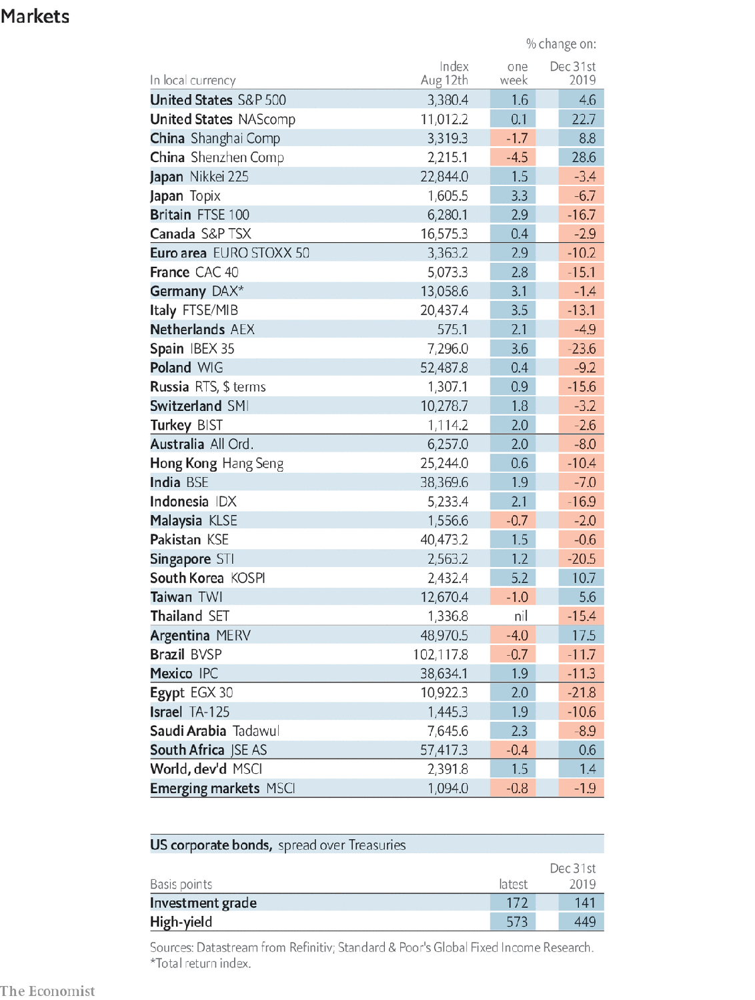 Markets
% change on:
Index one Dec 31st
In local currency Aug 12th week 2019
United States S&P 500 3,380.4 1.6 4.6
United States NAScomp 11,012.2 0.1 22.7
China Shanghai Comp 3,319.3 -1.7 8.8
China Shenzhen Comp 2,215.1 -4.5 28.6
Japan Nikkei 225 22,844.0 1.5 -3.4
Japan Topix 1,605.5 3.3 -6.7
Britain FTSE 100 6,280.1 2.9 -16.7
Canada S&P TSX 16,575.3 0.4 -2.9
Euro area EURO STOXX 50 3,363.2 2.9 -10.2
France CAC 40 5,073.3 2.8 -15.1
Germany DAX* 13,058.6 3.1 -1.4
Italy FTSE/MIB 20,437.4 3.5 -13.1
Netherlands AEX 575.1 2.1 -4.9
Spain IBEX 35 7,296.0 3.6 -23.6
Poland WIG 52,487.8 0.4 -9.2
Russia RTS, $ terms 1,307.1 0.9 -15.6
Switzerland SMI 10,278.7 1.8 -3.2
Turkey BIST 1,114.2 2.0 -2.6
Australia All Ord. 6,257.0 2.0 -8.0
Hong Kong Hang Seng 25,244.0 0.6 -10.4
India BSE 38,369.6 1.9 -7.0
Indonesia IDX 5,233.4 2.1 -16.9
Malaysia KLSE 1,556.6 -0.7 -2.0
Pakistan KSE 40,473.2 1.5 -0.6
Singapore STI 2,563.2 1.2 -20.5
South Korea KOSPI 2,432.4 5.2 10.7
Taiwan TWI 12,670.4 -1.0 5.6
Thailand SET 1,336.8 nil -15.4
Argentina MERV 48,970.5 -4.0 17.5
Brazil BVSP 102,117.8 -0.7 -11.7
Mexico IPC 38,634.1 1.9 -11.3
Egypt EGX 30 10,922.3 2.0 -21.8
Israel TA-125 1,445.3 1.9 -10.6
Saudi Arabia Tadawul 7,645.6 2.3 -8.9
South Africa JSE AS 57,417.3 -0.4 0.6
World, dev'd MSCI 2,391.8 1.5 1.4
Emerging markets MSCI 1,094.0 -0.8 -1.9
US corporate bonds, spread over Treasuries
Dec 31st
Basis points latest 2019
Investment grade 172 141
High-yield 573 449
Sources: Datastream from Refinitiv; Standard & Poor's Global Fixed Income Research.
*Total return index.
The Economist